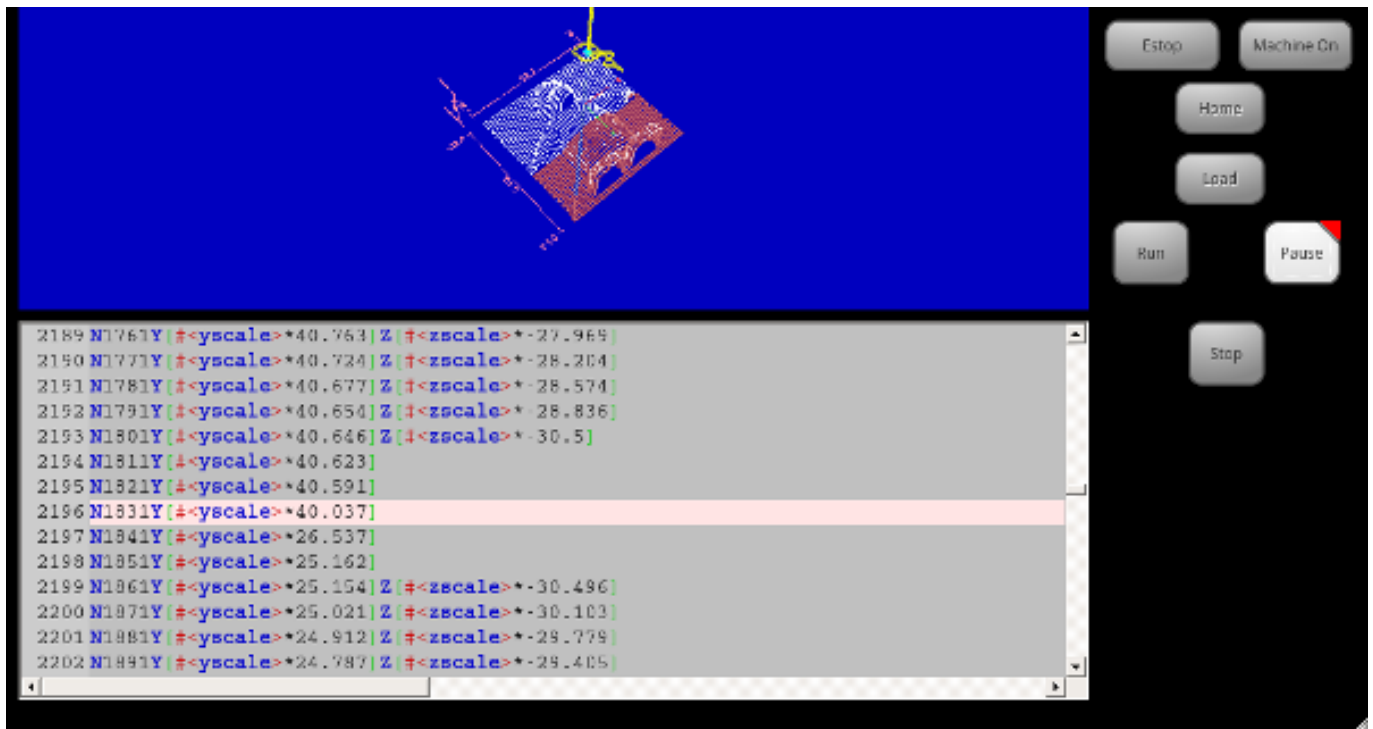 Estop
Machine On
Home
Load
Run
Pause
Stop
2189 N1761Y[#<yscale>*40.763]Z[#<zscale>*-27.969]
2190 N1771Y[#<yscale>*40.724]Z[#<zscale>*-28.204]
2191 N1781Y[#<yscale>*40.677]Z[#<zscale>*-28.574]
2192 N1791Y[#<yscale>*40.654]Z[#<zscale>*-28.836]
2193 N1801Y[#<yscale>*40.646]Z[#<zscale>*-30.5]
2194 N1811Y[#<yscale>*40.623]
2195 N1821Y[#<yscale>*40.591]
2196 N1831Y[#<yscale>*40.037]
2197 N1841Y[#<yscale>*26.537]
2198 N1851Y[#<yscale>*25.162]
2199 N1861Y[#<yscale>*25.154]Z[#<zscale>*-30.496]
2200 N1871Y[#<yscale>*25.021]Z[#<zscale>*-30.103]
2201 N1881Y[#<yscale>*24.912]Z[#<zscale>*-29.779]
2202 N1891Y[#<yscale>*24.787]Z[#<zscale>*-29.405]